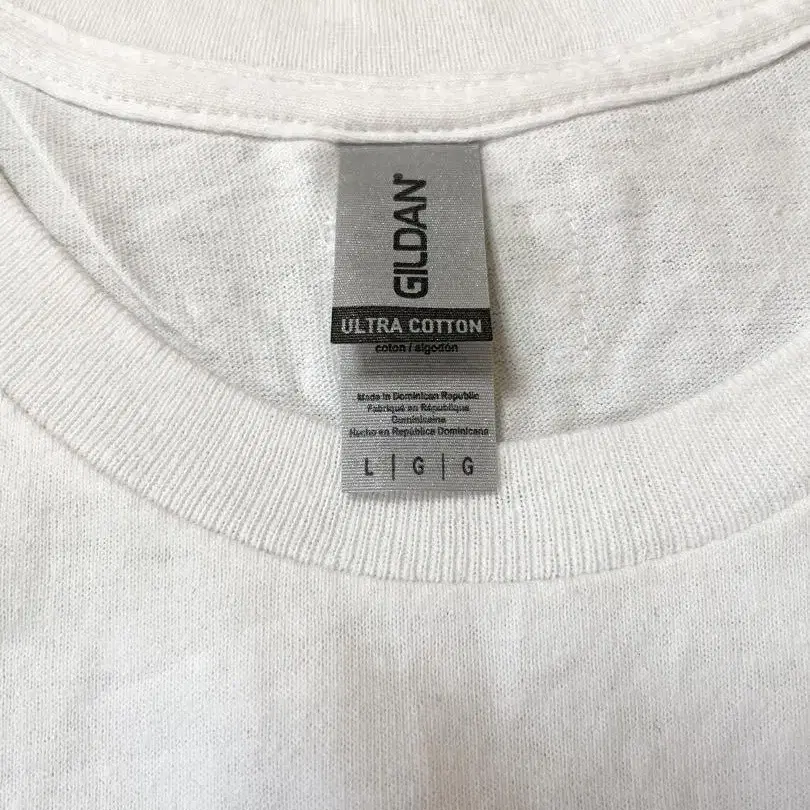 GILDAN®
ULTRA COTTON
coton / algodón
Made in Dominican Republic
Fabriqué en République
Dominicaine
Hecho en República Dominicana
L | G | G